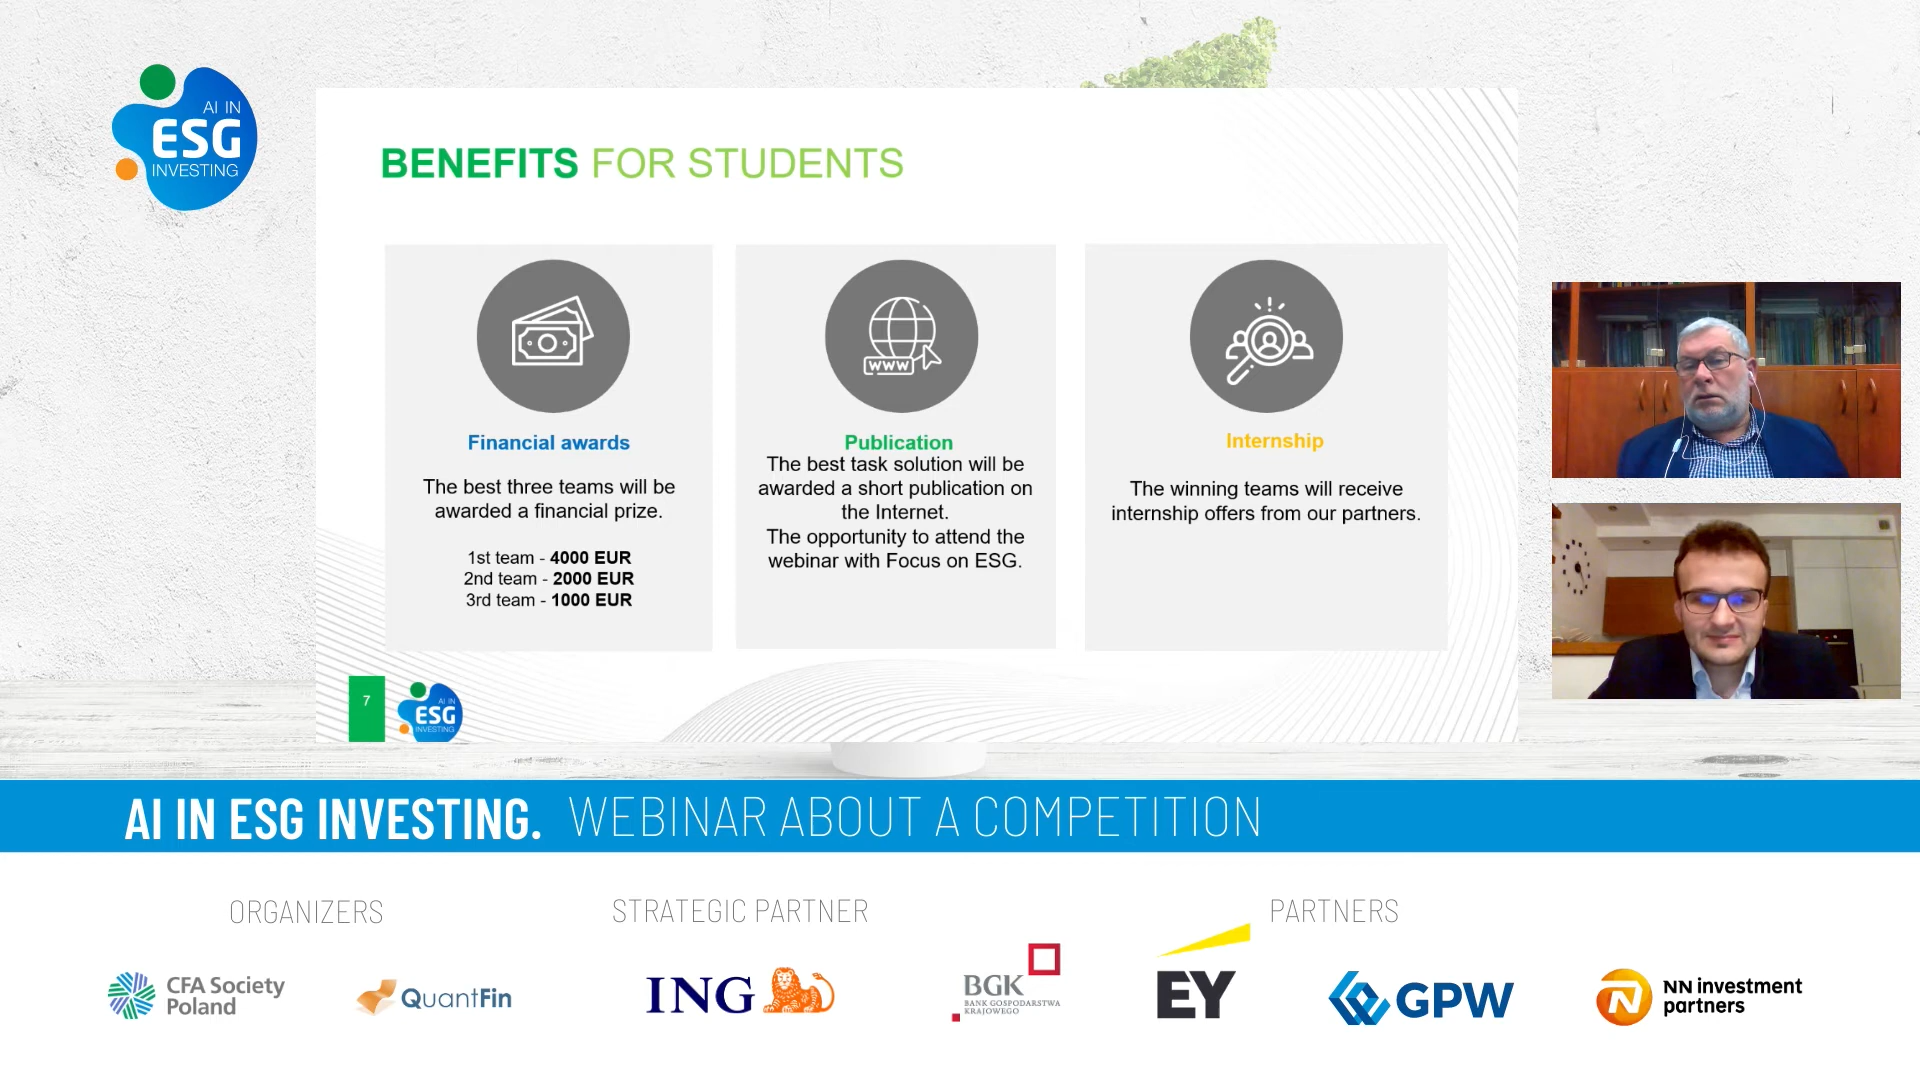 AI IN
ESG
INVESTING
BENEFITS FOR STUDENTS
Financial awards
The best three teams will be
awarded a financial prize.
1st team - 4000 EUR
2nd team - 2000 EUR
3rd team - 1000 EUR
www
Publication
The best task solution will be
awarded a short publication on
the Internet.
The opportunity to attend the
webinar with Focus on ESG.
Internship
The winning teams will receive
internship offers from our partners.
7
AI IN
ESG
INVESTING
AI IN ESG INVESTING. WEBINAR ABOUT A COMPETITION
ORGANIZERS
STRATEGIC PARTNER
PARTNERS
CFA Society
Poland
QuantFin
ING
BGK
BANK GOSPODARSTWA
KRAJOWEGO
EY
GPW
NN investment
partners